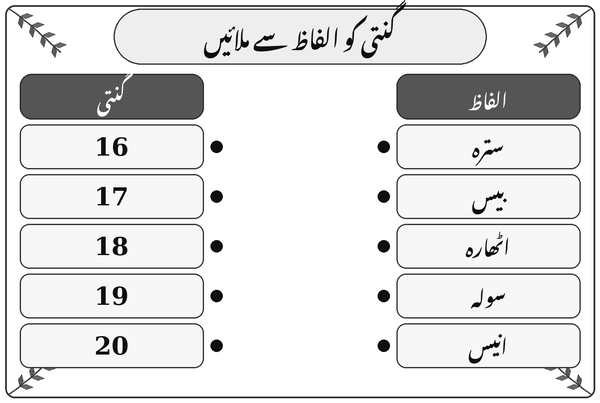 گنتی کو الفاظ سے ملائیں
الفاظ
گنتی
سترہ
16
بیس
17
اٹھارہ
18
سولہ
19
انیس
20